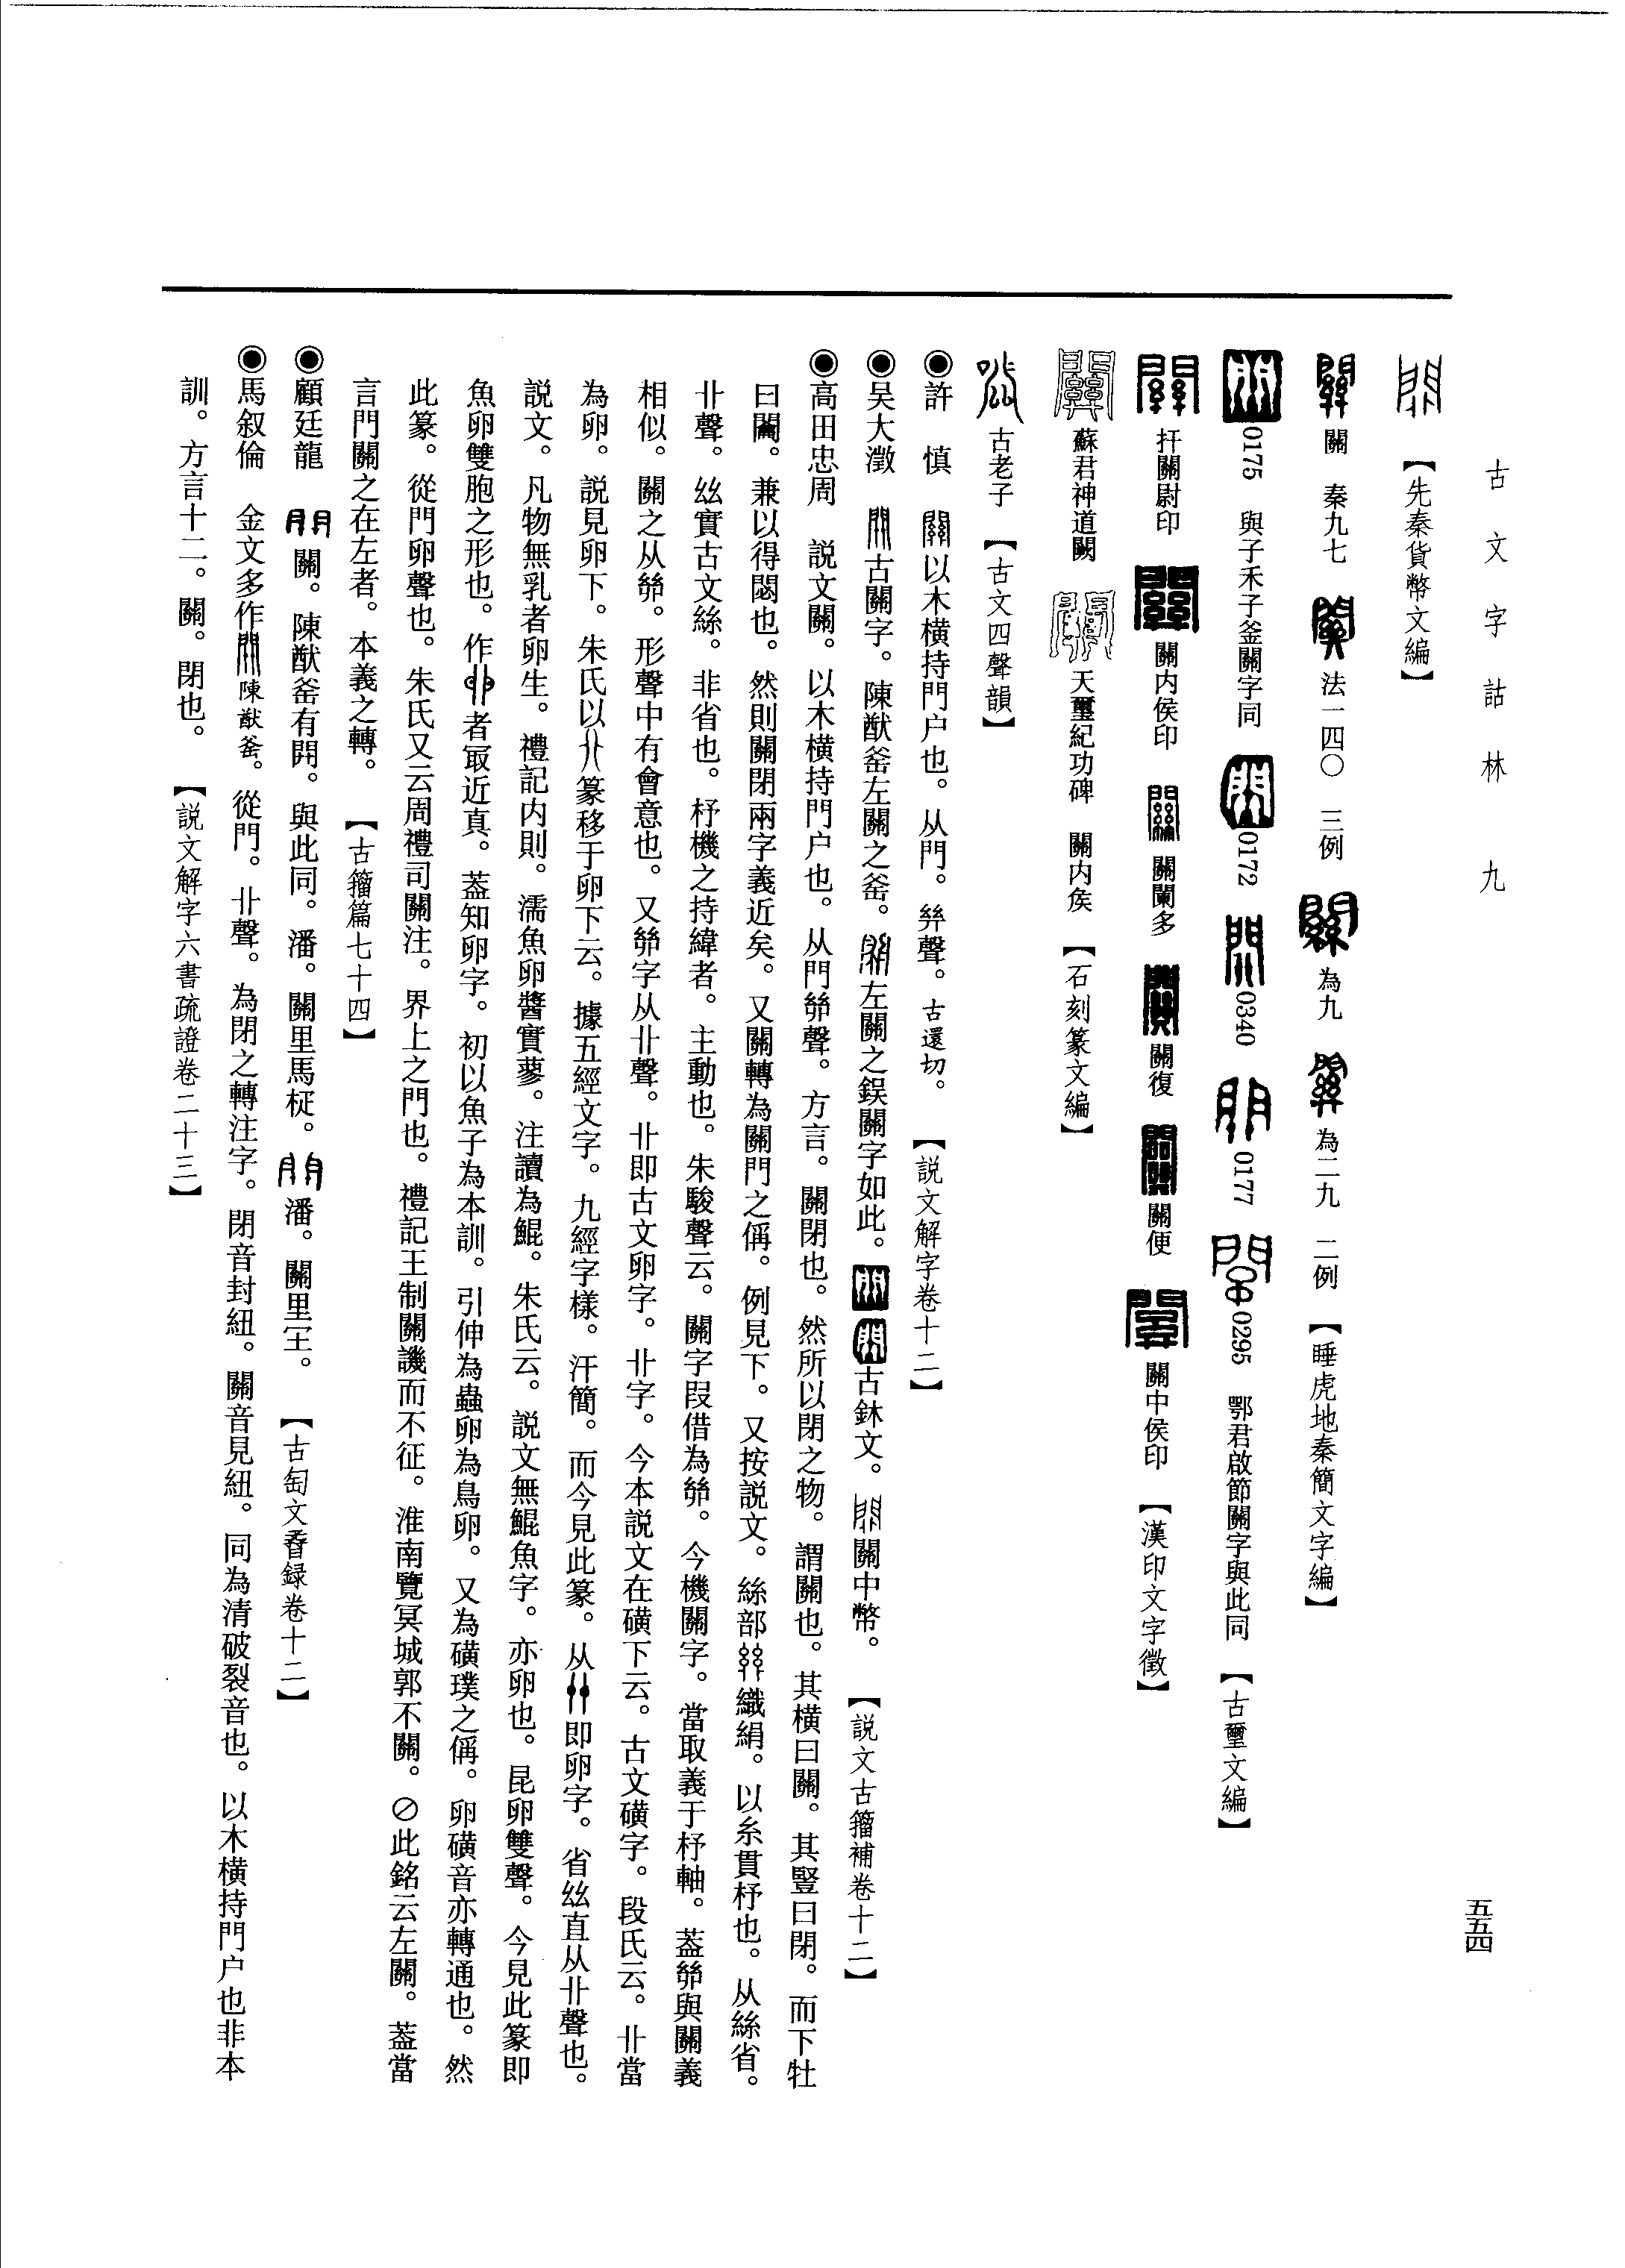 古文字詁林 九
五五四
【先秦貨幣文編】
關 秦九七 法一四〇 三例 為九 為二九 二例 【睡虎地秦簡文字編】
0175 與子禾子釜關字同 0172 0340 0177 0295 鄂君啟節關字與此同 【古璽文編】
扞關尉印 關内侯印 關闌多 關復 關便 關中侯印 【漢印文字徵】
蘇君神道闕 天璽紀功碑 關内矦 【石刻篆文編】
古老子 【古文四聲韻】
◉許 慎 關以木横持門户也。从門。𢇅聲。古還切。 【説文解字卷十二】
◉吴大澂 古關字。陳猷釜左關之釜。左關之鋘關字如此。古鉥文。關中幣。 【説文古籀補卷十二】
◉高田忠周 説文關。以木横持門户也。从門𢇅聲。方言。關閉也。然所以閉之物。謂關也。其横曰關。其豎曰閉。而下牡
曰闔。兼以得閟也。然則關閉兩字義近矣。又關轉為關門之偁。例見下。又按説文。絲部織絹。以糸貫杼也。从絲省。
卝聲。𢆶實古文絲。非省也。杼機之持緯者。主動也。朱駿聲云。關字叚借為𢇅。今機關字。當取義于杼軸。葢𢇅與關義
相似。關之从𢇅。形聲中有會意也。又𢇅字从卝聲。卝即古文卵字。卝字。今本説文在磺下云。古文磺字。段氏云。卝當
為卵。説見卵下。朱氏以篆移于卵下云。據五經文字。九經字樣。汗簡。而今見此篆。从即卵字。省𢆶直从卝聲也。
説文。凡物無乳者卵生。禮記内則。濡魚卵醬實蓼。注讀為鯤。朱氏云。説文無鯤魚字。亦卵也。昆卵雙聲。今見此篆即
魚卵雙胞之形也。作者㝡近真。葢知卵字。初以魚子為本訓。引伸為蟲卵為鳥卵。又為磺璞之偁。卵磺音亦轉通也。然
此篆。從門卵聲也。朱氏又云周禮司關注。界上之門也。禮記王制關譏而不征。淮南覽冥城郭不關。⊘此銘云左關。葢當
言門關之在左者。本義之轉。 【古籀篇七十四】
◉顧廷龍 關。陳猷釜有閞。與此同。潘。關里馬柾。潘。關里全。 【古匋文孴録卷十二】
◉馬叙倫 金文多作陳猷釜。從門。卝聲。為閉之轉注字。閉音封紐。關音見紐。同為清破裂音也。以木横持門户也非本
訓。方言十二。關。閉也。 【説文解字六書疏證卷二十三】